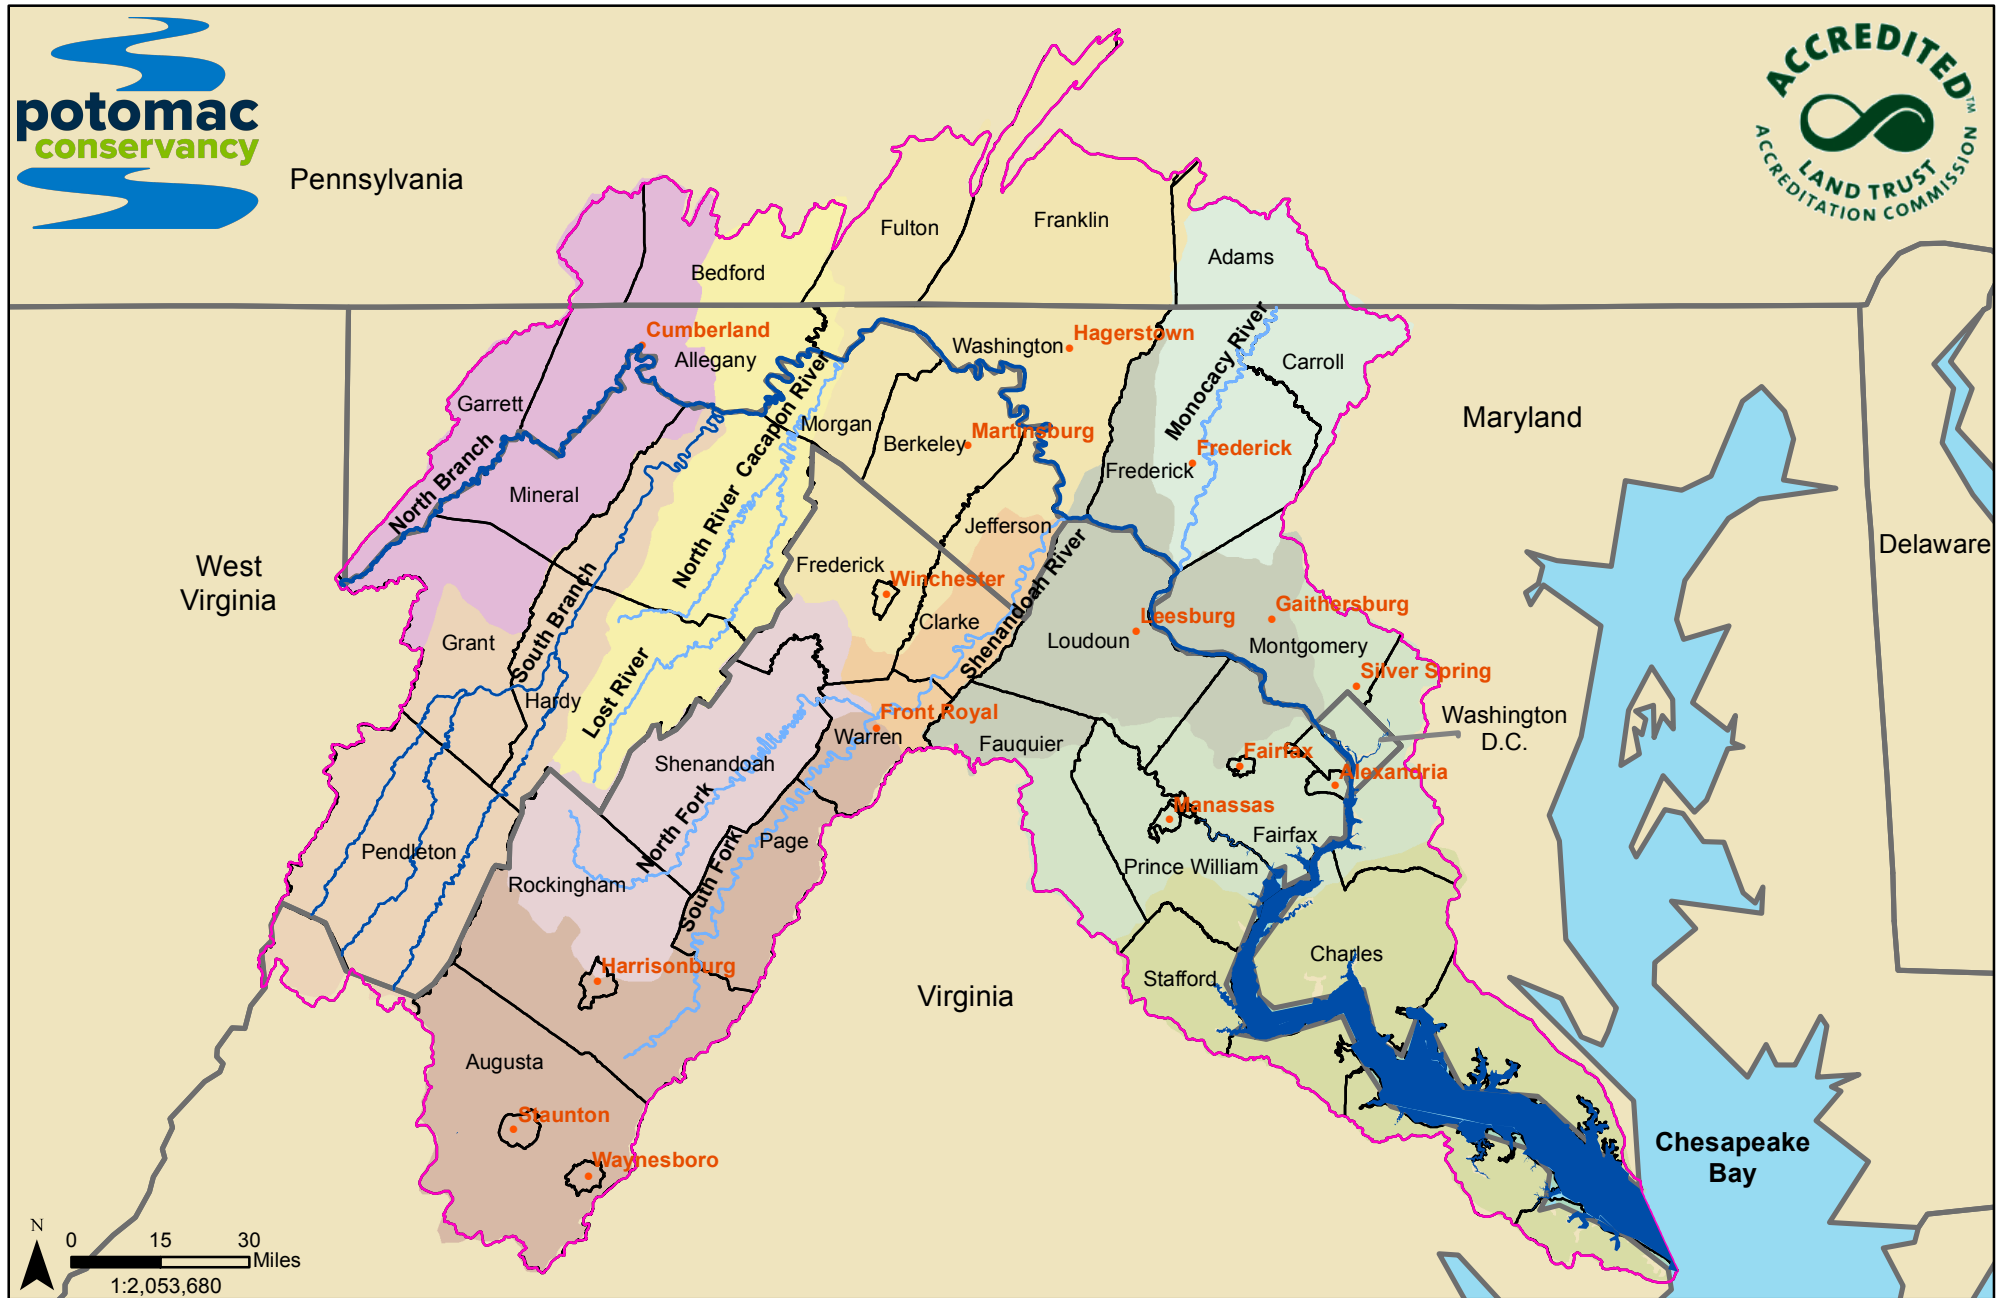 potomac
conservancy
ACCREDITED™
LAND TRUST
ACCREDITATION COMMISSION
Pennsylvania
Fulton
Franklin
Adams
Bedford
Cumberland
Allegany
Washington
Hagerstown
Monocacy River
Carroll
Garrett
Cacapon River
Morgan
Berkeley
Martinsburg
Maryland
North Branch
Mineral
Frederick
Frederick
North River
Jefferson
Delaware
West
Virginia
Frederick
Winchester
Shenandoah River
Clarke
Leesburg
Loudoun
Gaithersburg
Montgomery
South Branch
Grant
Hardy
Lost River
Silver Spring
Washington
D.C.
Front Royal
Warren
Fauquier
Fairfax
Alexandria
Shenandoah
North Fork
Manassas
Fairfax
Page
South Fork
Pendleton
Prince William
Rockingham
Harrisonburg
Charles
Stafford
Virginia
Augusta
Staunton
Waynesboro
Chesapeake
Bay
N
0 15 30
Miles
1:2,053,680